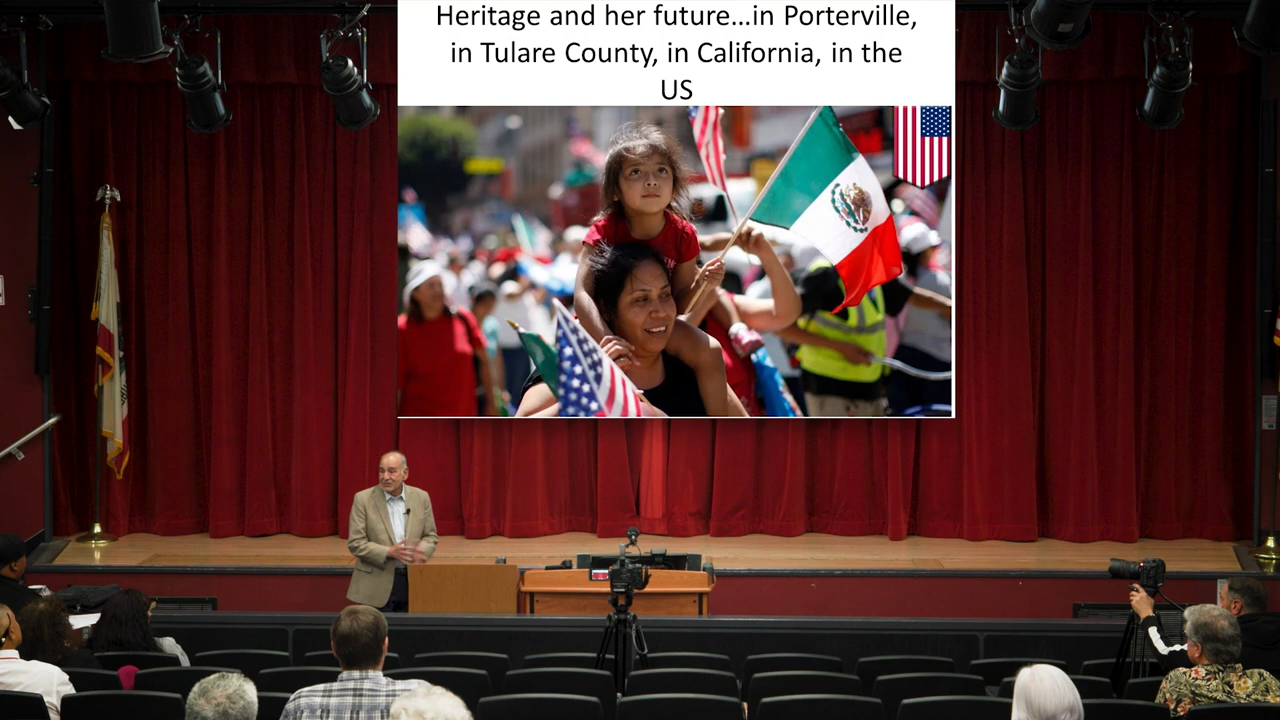 Heritage and her future...in Porterville,
in Tulare County, in California, in the
US